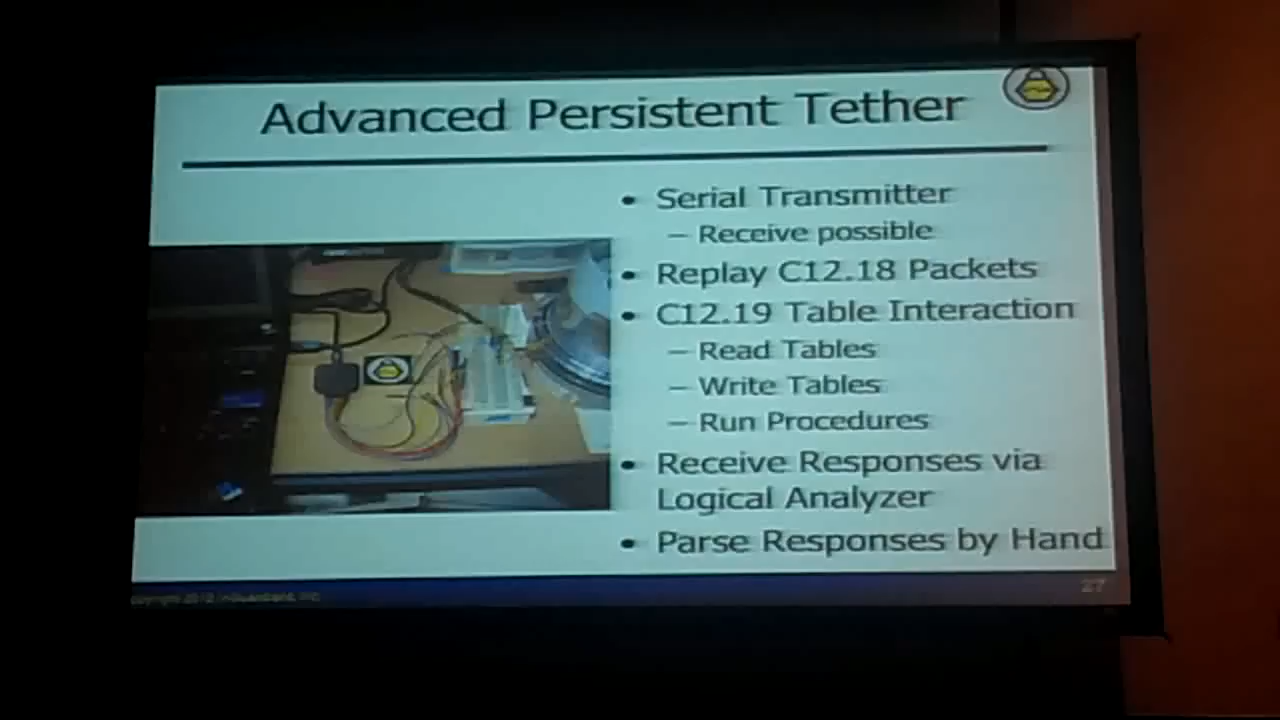 Advanced Persistent Tether
• Serial Transmitter
– Receive possible
• Replay C12.18 Packets
• C12.19 Table Interaction
– Read Tables
– Write Tables
– Run Procedures
• Receive Responses via
Logical Analyzer
• Parse Responses by Hand
27